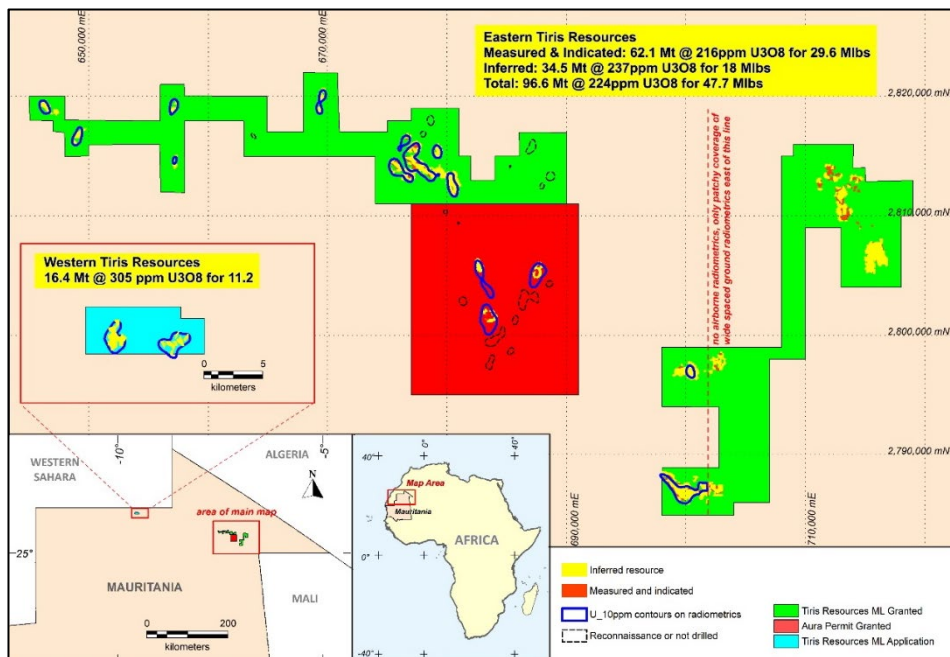 650,000 mE
670,000 mE
Eastern Tiris Resources
Measured & Indicated: 62.1 Mt @ 216ppm U3O8 for 29.6 Mlbs
Inferred: 34.5 Mt @ 237ppm U3O8 for 18 Mlbs
Total: 96.6 Mt @ 224ppm U3O8 for 47.7 Mlbs
2,820,000 mN
2,810,000 mN
no airborne radiometrics, only patchy coverage of
wide spaced ground radiometrics east of this line
Western Tiris Resources
16.4 Mt @ 305 ppm U3O8 for 11.2
0 5
kilometers
2,800,000 mN
2,790,000 mN
690,000 mE
710,000 mE
WESTERN
SAHARA
-10°
-5°
ALGERIA
N
area of main map
25°
MAURITANIA
MALI
0 200
kilometers
40°
0°
40°
Map Area
Mauritania
AFRICA
0°
40°
Inferred resource
Measured and indicated
U_10ppm contours on radiometrics
Reconnaissance or not drilled
Tiris Resources ML Granted
Aura Permit Granted
Tiris Resources ML Application